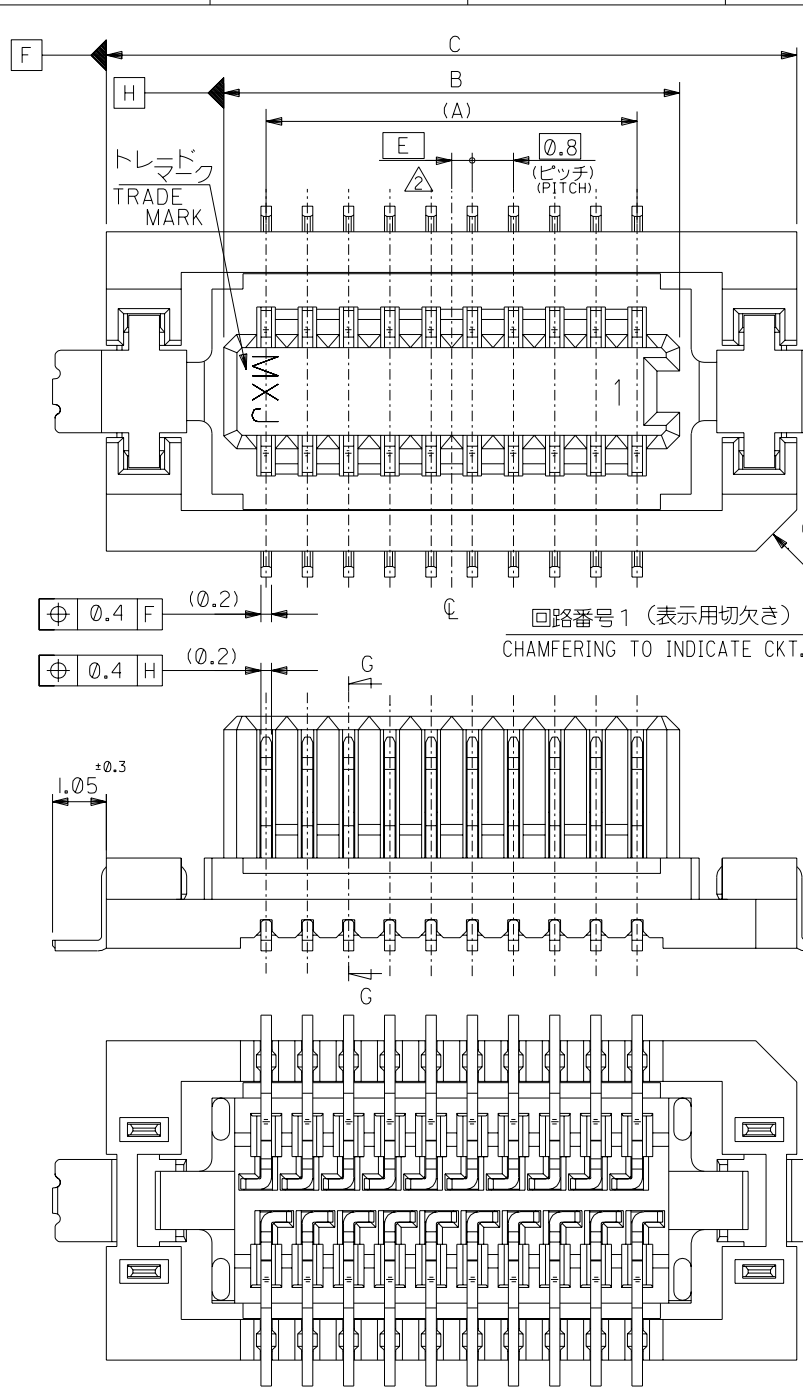 F
C
H
B
(A)
E
0.8
2
(ピッチ)
(PITCH)
トレード
マーク
TRADE
MARK
MXJ
1
⌖ 0.4 F
(0.2)
℄
回路番号1 (表示用切欠き)
CHAMFERING TO INDICATE CKT.
⌖ 0.4 H
(0.2)
G
1.05 ±0.3
G